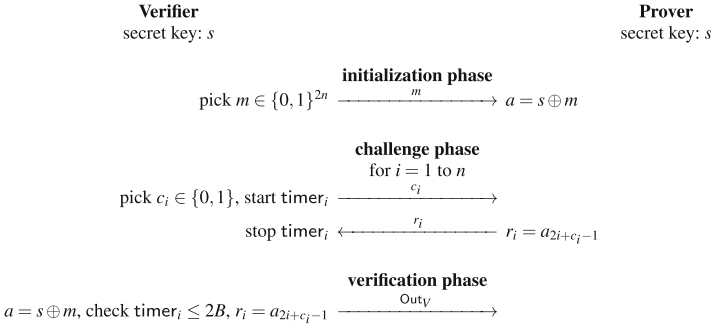 Verifier Prover
secret key: s secret key: s
initialization phase
pick m ∈ {0,1}^{2n} m a = s ⊕ m
challenge phase
for i = 1 to n
pick c_i ∈ {0,1}, start timer_i c_i
stop timer_i r_i r_i = a_{2i+c_i−1}
verification phase
a = s ⊕ m, check timer_i ≤ 2B, r_i = a_{2i+c_i−1} Out_V